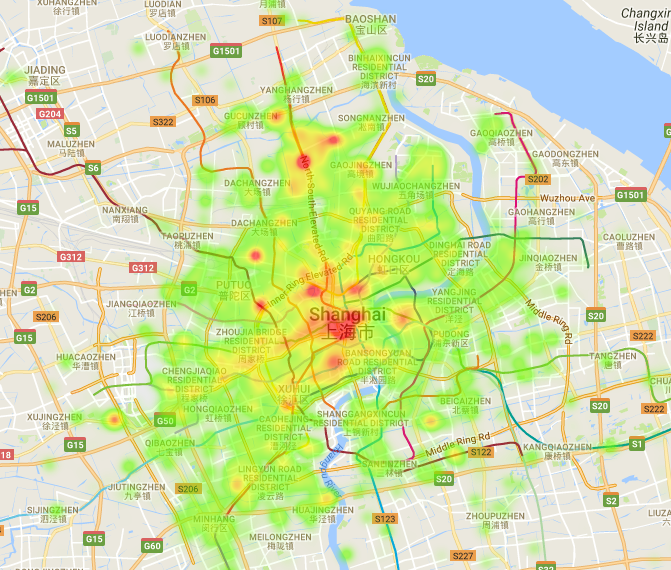 XUHANGZHEN
徐行镇
LUODIAN
罗店镇
LUODIAN
罗店镇
月浦镇
S107
BAOSHAN
宝山区
Changxin
Island
长兴岛
G1501
BINHAIXINCUN
RESIDENTIAL
DISTRICT
海滨新村
S20
JIADING
嘉定区
G1501
G204
S5
S106
YANGHANGZHEN
杨行镇
GUCUNZHEN
顾村镇
S322
SONGNANZHEN
淞南镇
MALUZHEN
马陆镇
S6
GAOQIAOZHEN
高桥镇
GAODONGZHEN
高东镇
GAOJINGZHEN
高境镇
DACHANGZHEN
大场镇
WUJIAOCHANGZHEN
五角场镇
S202
G1501
Wuzhou Ave
G15
NANXIANG
南翔镇
QUYANG ROAD
RESIDENTIAL
DISTRICT
曲阳路
GAOHANGZHEN
高行镇
DACHANGZHEN
大场镇
North-South Elevated Rd
TAOPUZHEN
桃浦镇
DINGHAI ROAD
RESIDENTIAL
DISTRICT
定海路
CAOLUZHEN
曹路镇
G312
G312
HONGKOU
虹口区
JINQIAOZHEN
金桥镇
Inner Ring Elevated Rd
G2
G2
PUTUO
普陀区
YANGJING
RESIDENTIAL
DISTRICT
洋泾
JIANGQIAOZHEN
江桥镇
S206
Middle Ring Rd
S20
Shanghai
上海市
G15
ZHOUJIA BRIDGE
RESIDENTIAL
DISTRICT
周家桥
PUDONG
浦东新区
S222
HUACAOZHEN
华漕镇
BANSONGYUAN
ROAD RESIDENTIAL
DISTRICT
半淞园路
TANGZHEN
唐镇
CHENGJIAQIAO
RESIDENTIAL
DISTRICT
程家桥
XUHUI
徐汇区
BEICAIZHEN
北蔡镇
S20
S222
XUJINGZHEN
徐泾镇
G50
HONGQIAOZHEN
虹桥镇
CAOHEJING
RESIDENTIAL
DISTRICT
漕河泾
SHANGGANGXINCUN
RESIDENTIAL
DISTRICT
上钢新村
G15
QIBAOZHEN
七宝镇
Middle Ring Rd
S122
KANGQIAOZHEN
康桥镇
S1
LINGYUN ROAD
RESIDENTIAL
DISTRICT
凌云路
SANLINZHEN
三林镇
S20
JIUTINGZHEN
九亭镇
S206
S2
SIJINGZHEN
泗泾镇
MINHANG
闵行区
HUAJINGZHEN
华泾镇
S123
ZHOUPUZHEN
周浦镇
G15
G60
MEILONGZHEN
梅陇镇
S227
S32